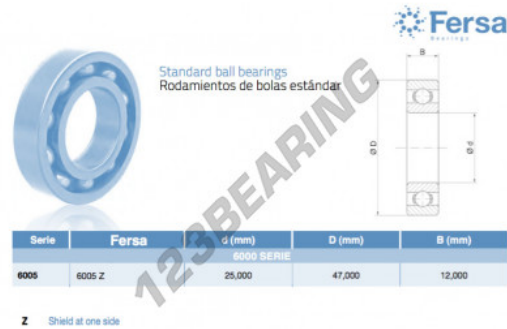 Fersa
Bearings
Standard ball bearings
Rodamientos de bolas estándar
B
Ø D
Ø d
Serie Fersa d (mm) D (mm) B (mm)
6000 SERIE
6005 6005 Z 25,000 47,000 12,000
Z Shield at one side
123BEARING